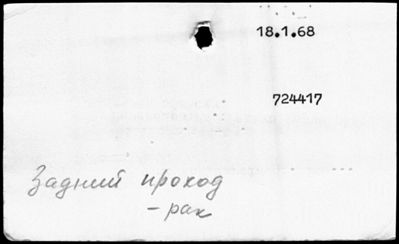 18.1.68
724417
Задний проход
- рак